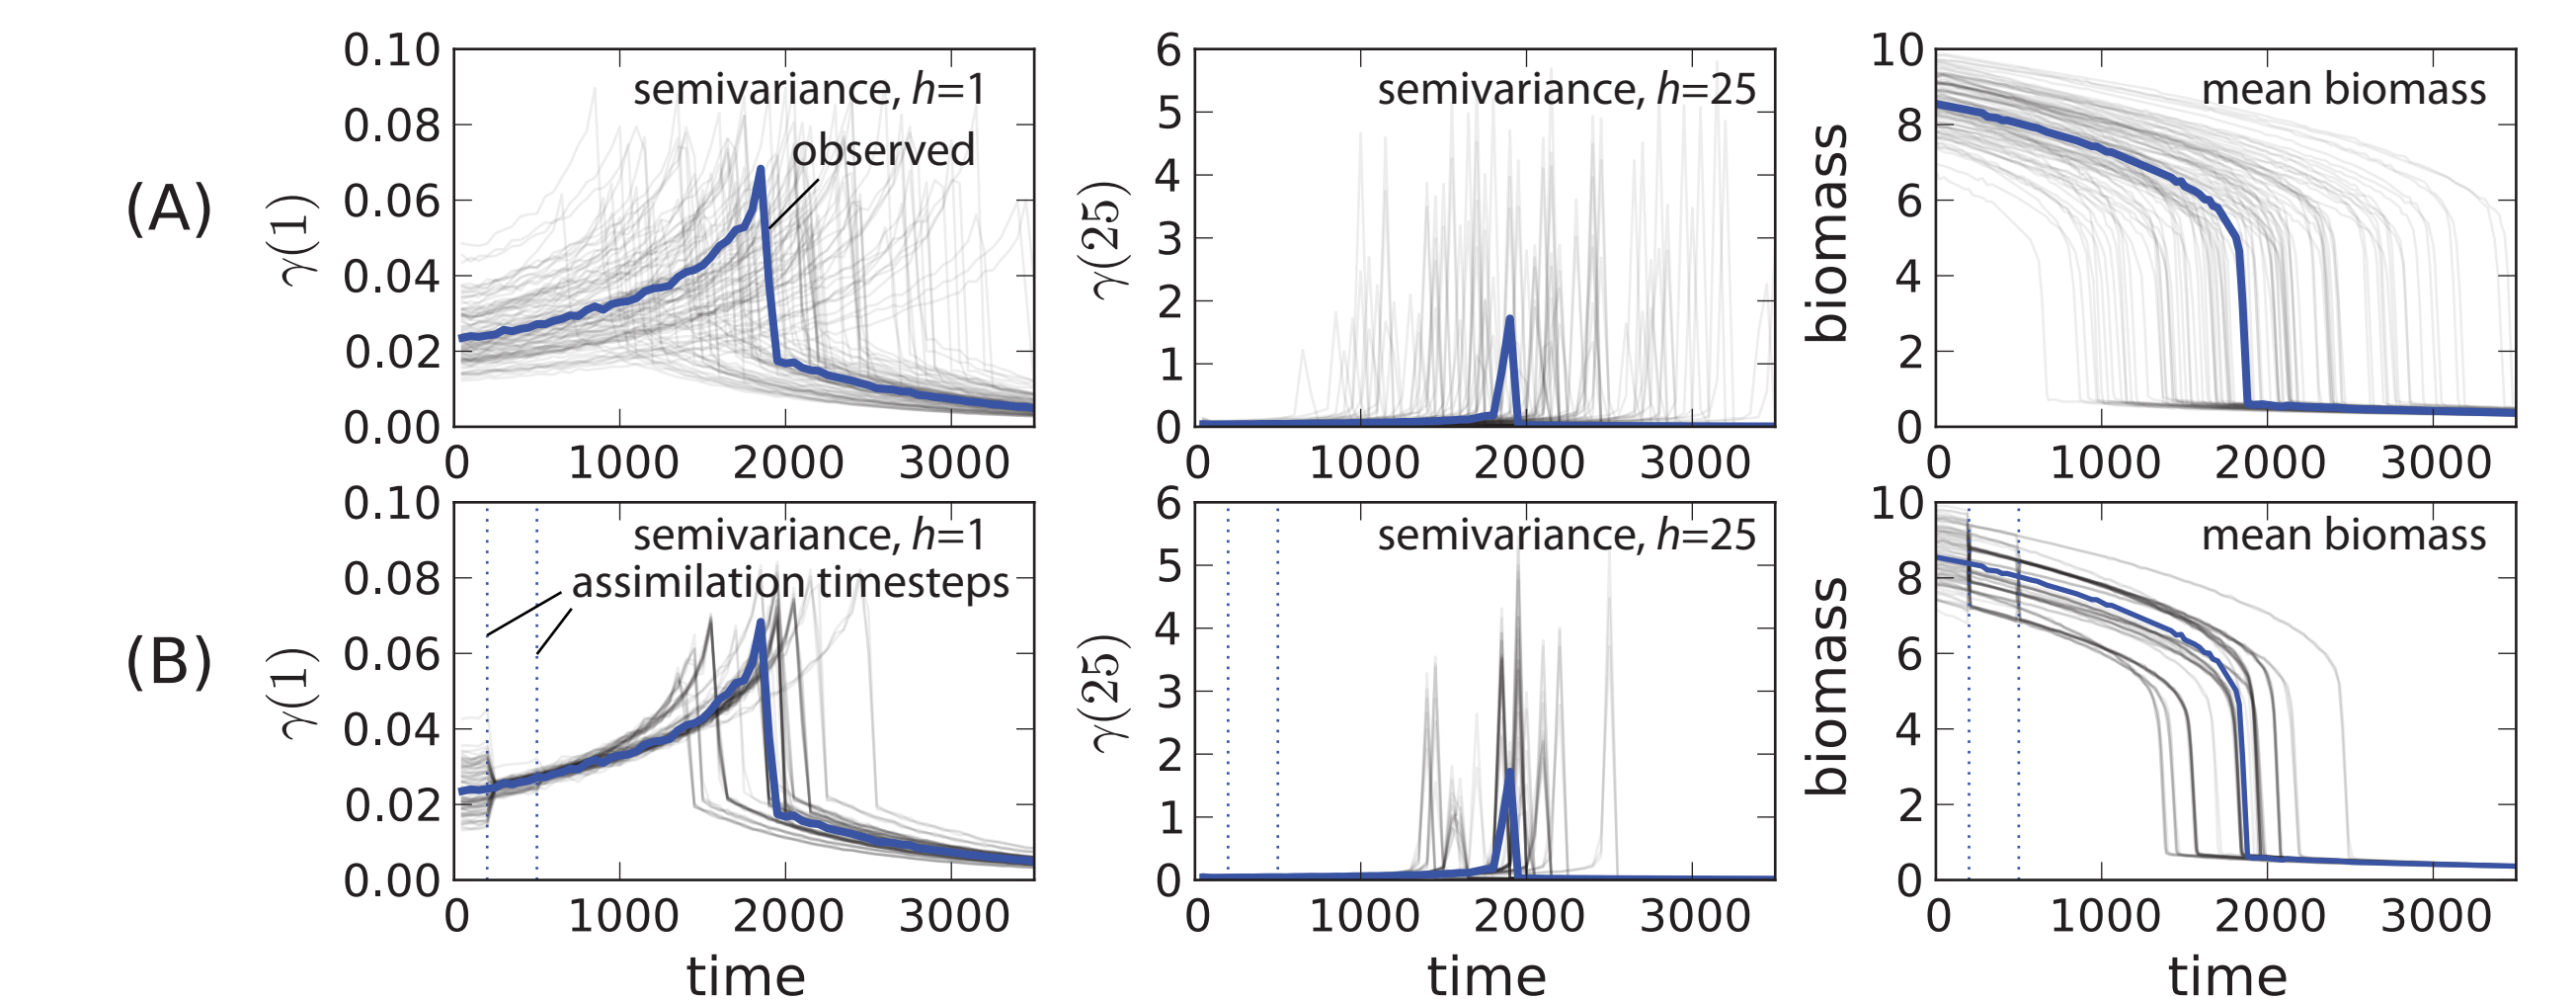 (A)
γ(1)
0.10
0.08
0.06
0.04
0.02
0.00
semivariance, h=1
observed
0 1000 2000 3000
γ(25)
6
5
4
3
2
1
0
semivariance, h=25
0 1000 2000 3000
biomass
10
8
6
4
2
0
mean biomass
0 1000 2000 3000
(B)
γ(1)
0.10
0.08
0.06
0.04
0.02
0.00
semivariance, h=1
assimilation timesteps
0 1000 2000 3000
time
γ(25)
6
5
4
3
2
1
0
semivariance, h=25
0 1000 2000 3000
time
biomass
10
8
6
4
2
0
mean biomass
0 1000 2000 3000
time